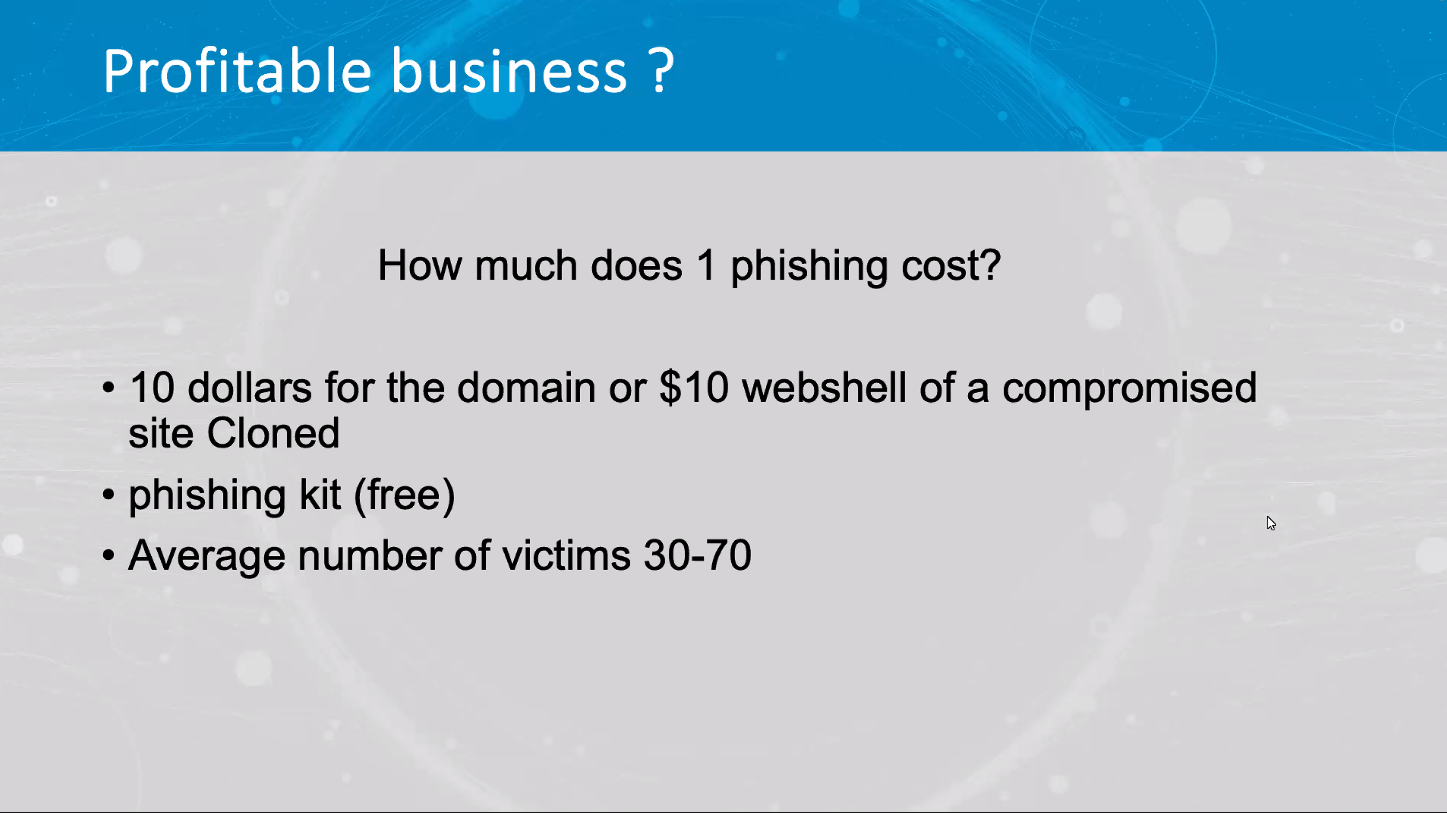 Profitable business ?
How much does 1 phishing cost?
• 10 dollars for the domain or $10 webshell of a compromised
site Cloned
• phishing kit (free)
• Average number of victims 30-70